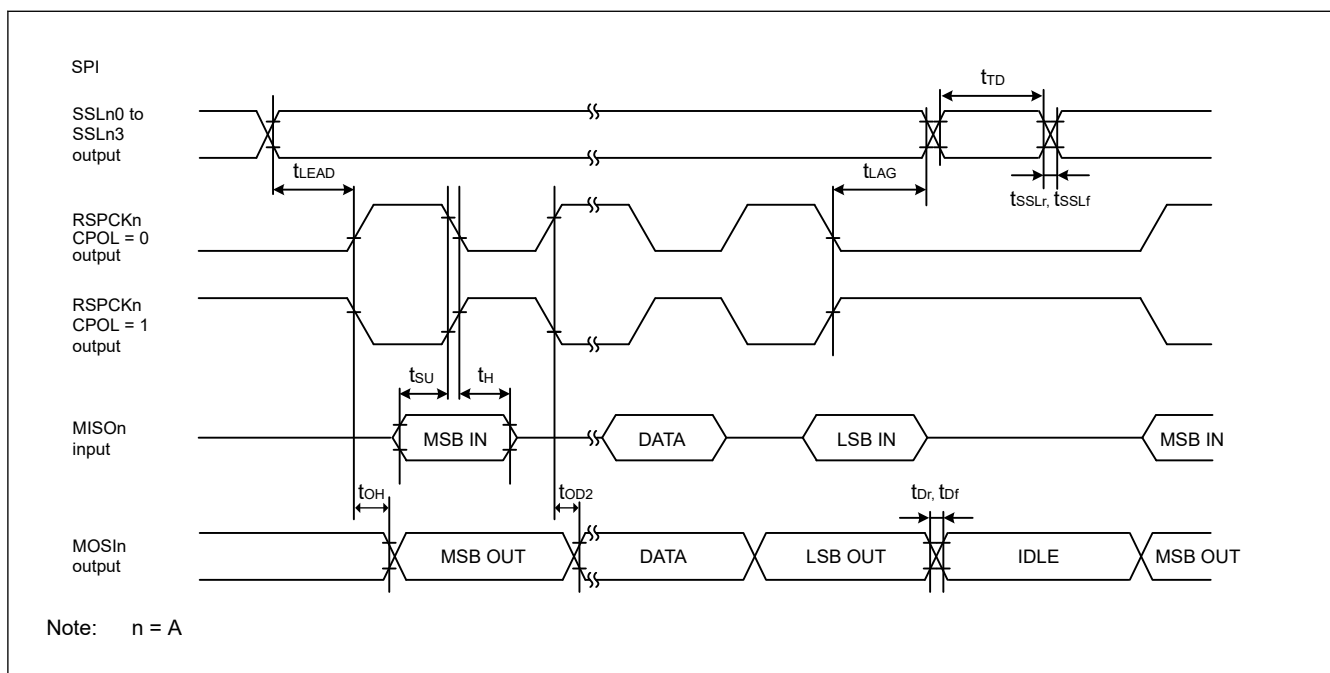 SPI
tTD
SSLn0 to
SSLn3
output
tLEAD
tLAG
tSSLr, tSSLf
RSPCKn
CPOL = 0
output
RSPCKn
CPOL = 1
output
tSU
tH
MISOn
input
MSB IN
DATA
LSB IN
MSB IN
tOH
tOD2
tDr, tDf
MOSIn
output
MSB OUT
DATA
LSB OUT
IDLE
MSB OUT
Note: n = A